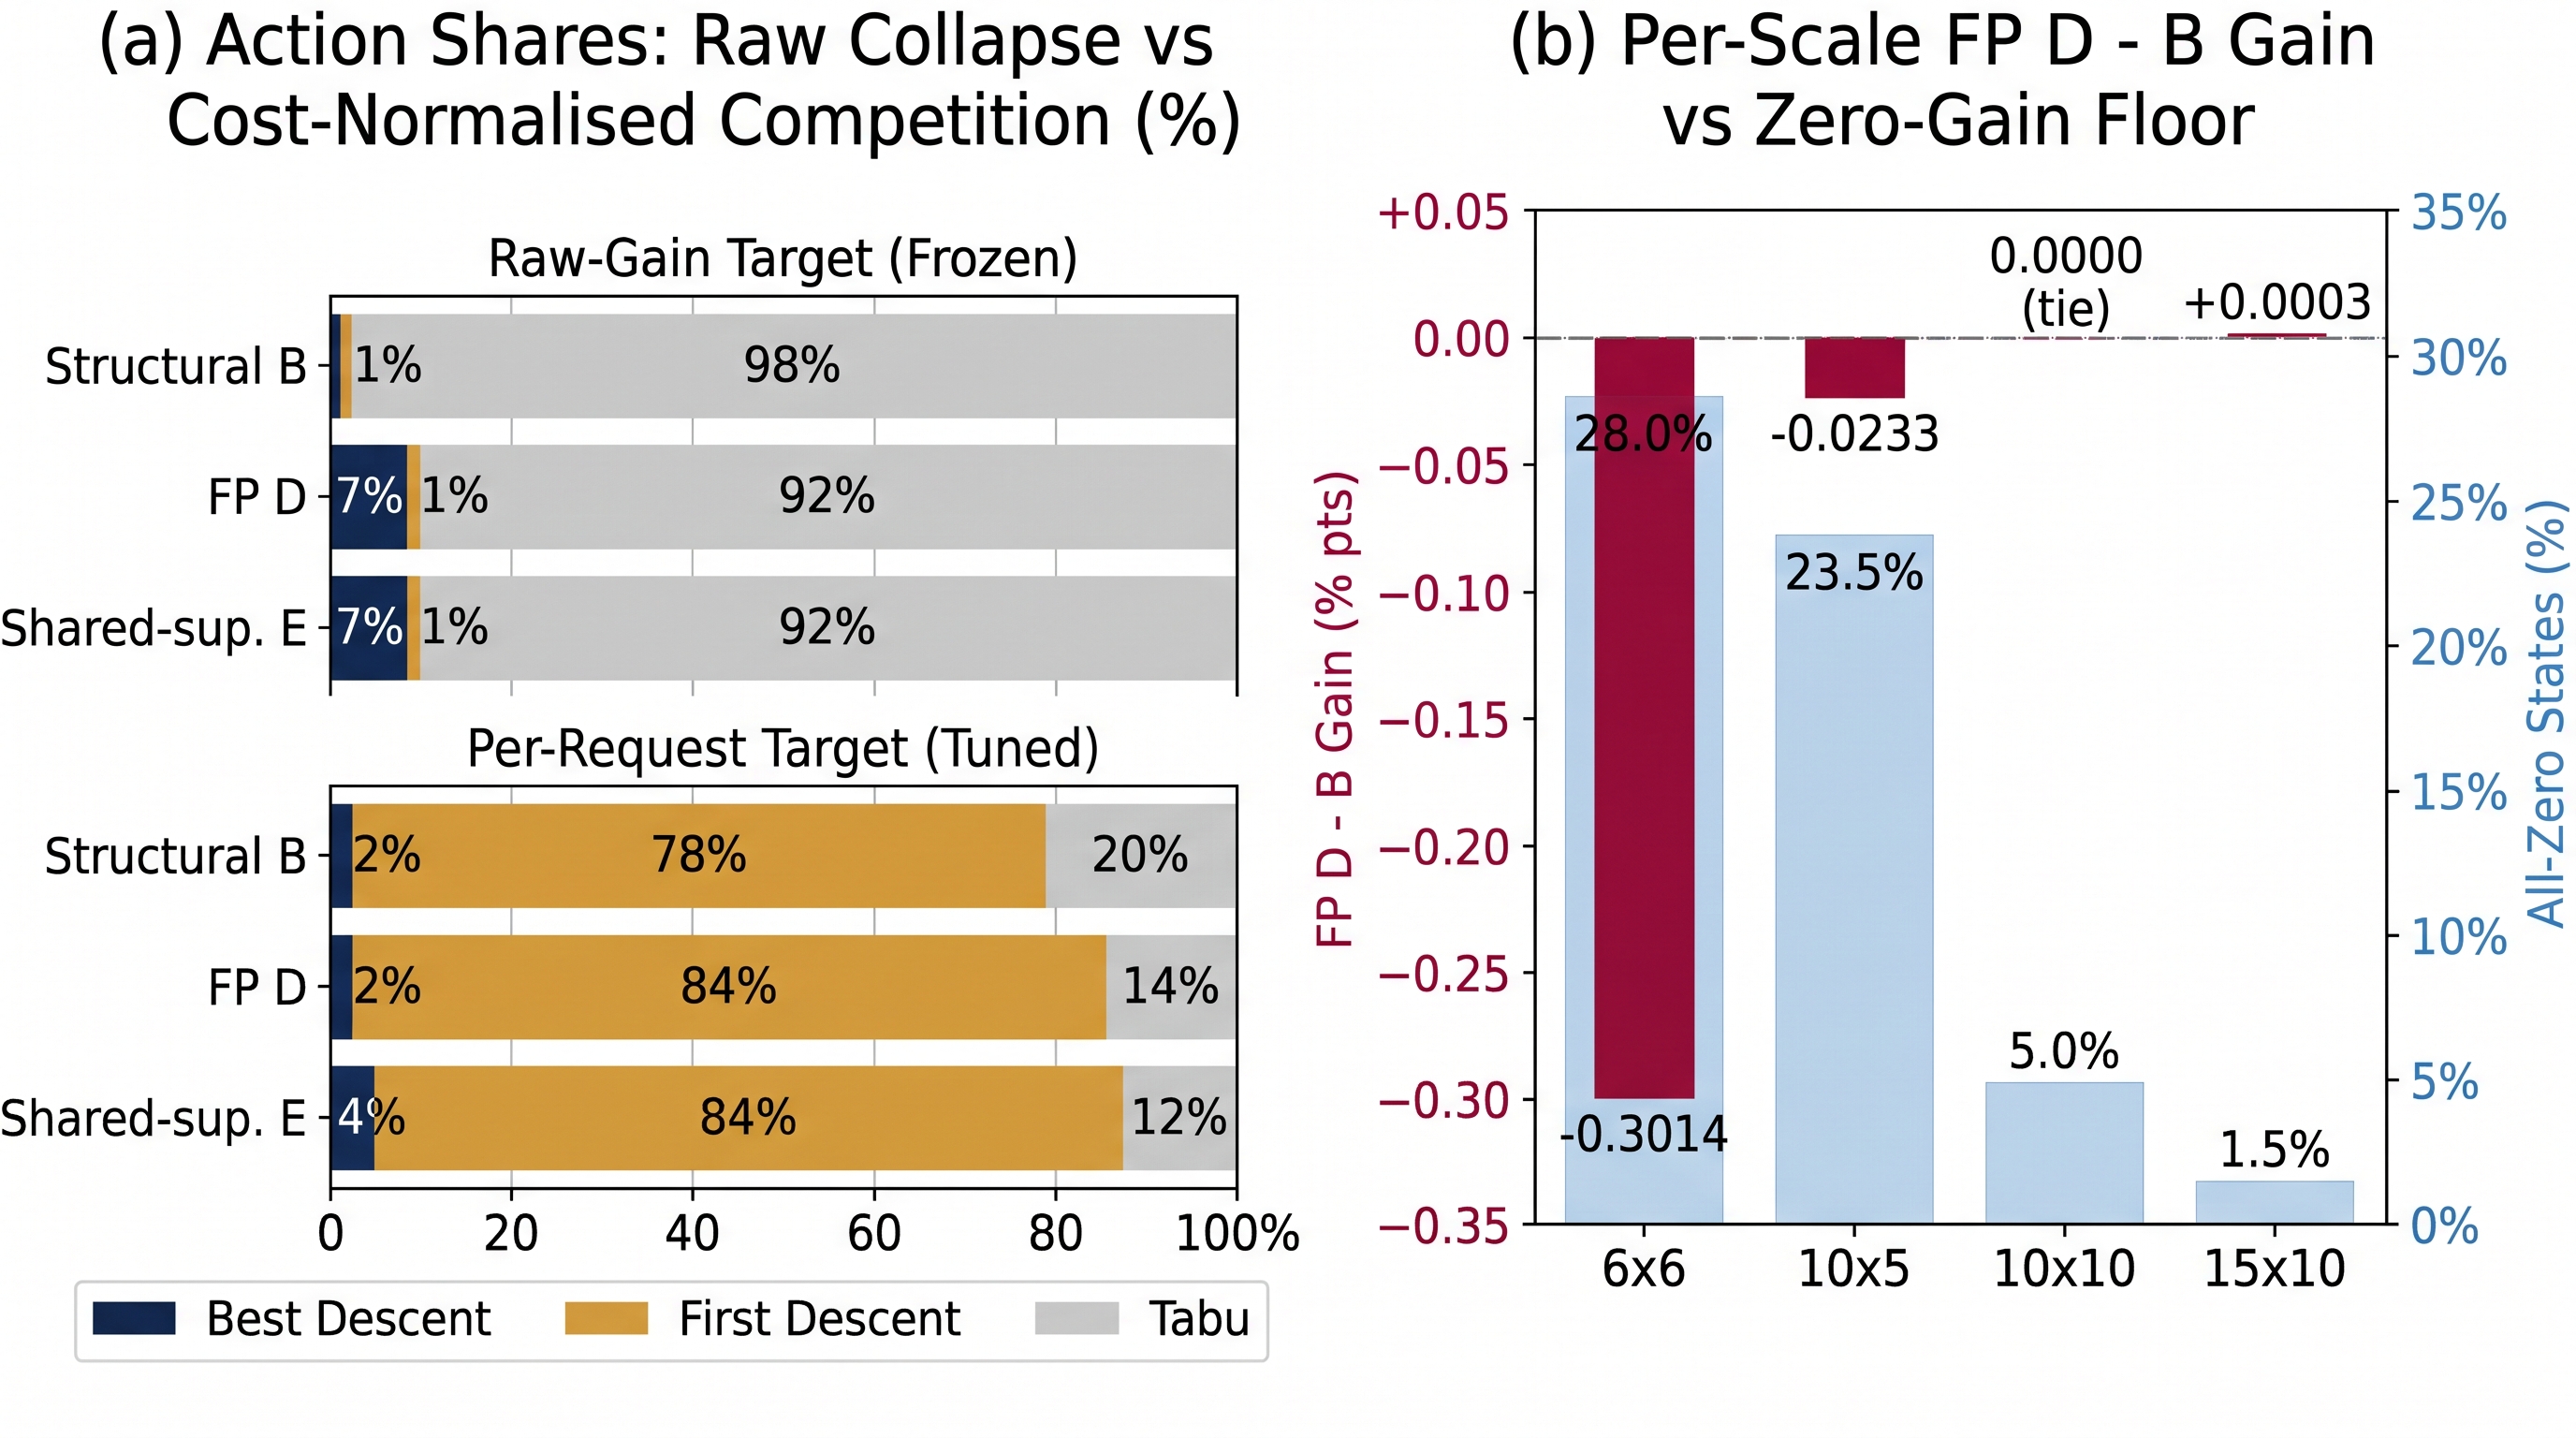 (a) Action Shares: Raw Collapse vs
Cost-Normalised Competition (%)
Raw-Gain Target (Frozen)
Structural B
1%
98%
FP D
7%
1%
92%
Shared-sup. E
7%
1%
92%
Per-Request Target (Tuned)
Structural B
2%
78%
20%
FP D
2%
84%
14%
Shared-sup. E
4%
84%
12%
0
20
40
60
80
100%
Best Descent
First Descent
Tabu
(b) Per-Scale FP D - B Gain
vs Zero-Gain Floor
FP D - B Gain (% pts)
+0.05
0.00
−0.05
−0.10
−0.15
−0.20
−0.25
−0.30
−0.35
0.0000
(tie)
+0.0003
28.0%
-0.0233
23.5%
-0.3014
5.0%
1.5%
6x6
10x5
10x10
15x10
35%
30%
25%
20%
15%
10%
5%
0%
All-Zero States (%)